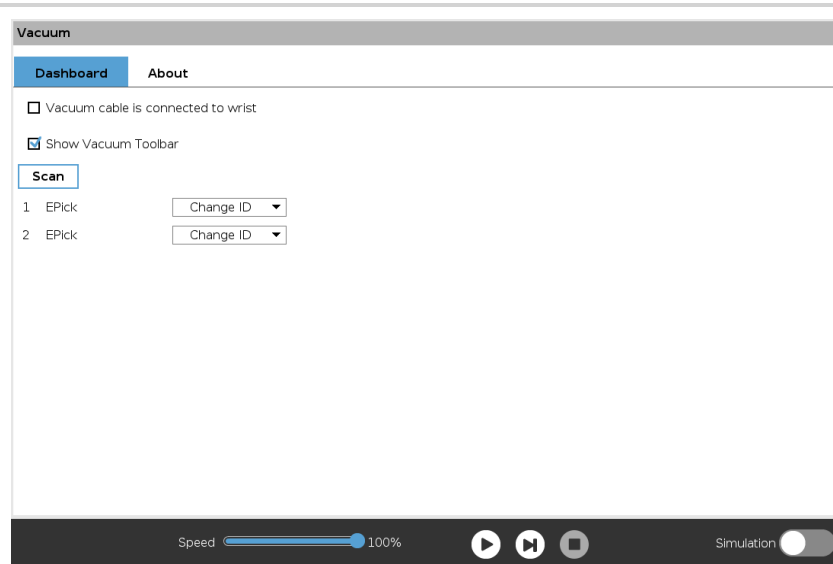 Vacuum
Dashboard About
Vacuum cable is connected to wrist
Show Vacuum Toolbar
Scan
1 EPick Change ID
2 EPick Change ID
Speed 100% Simulation